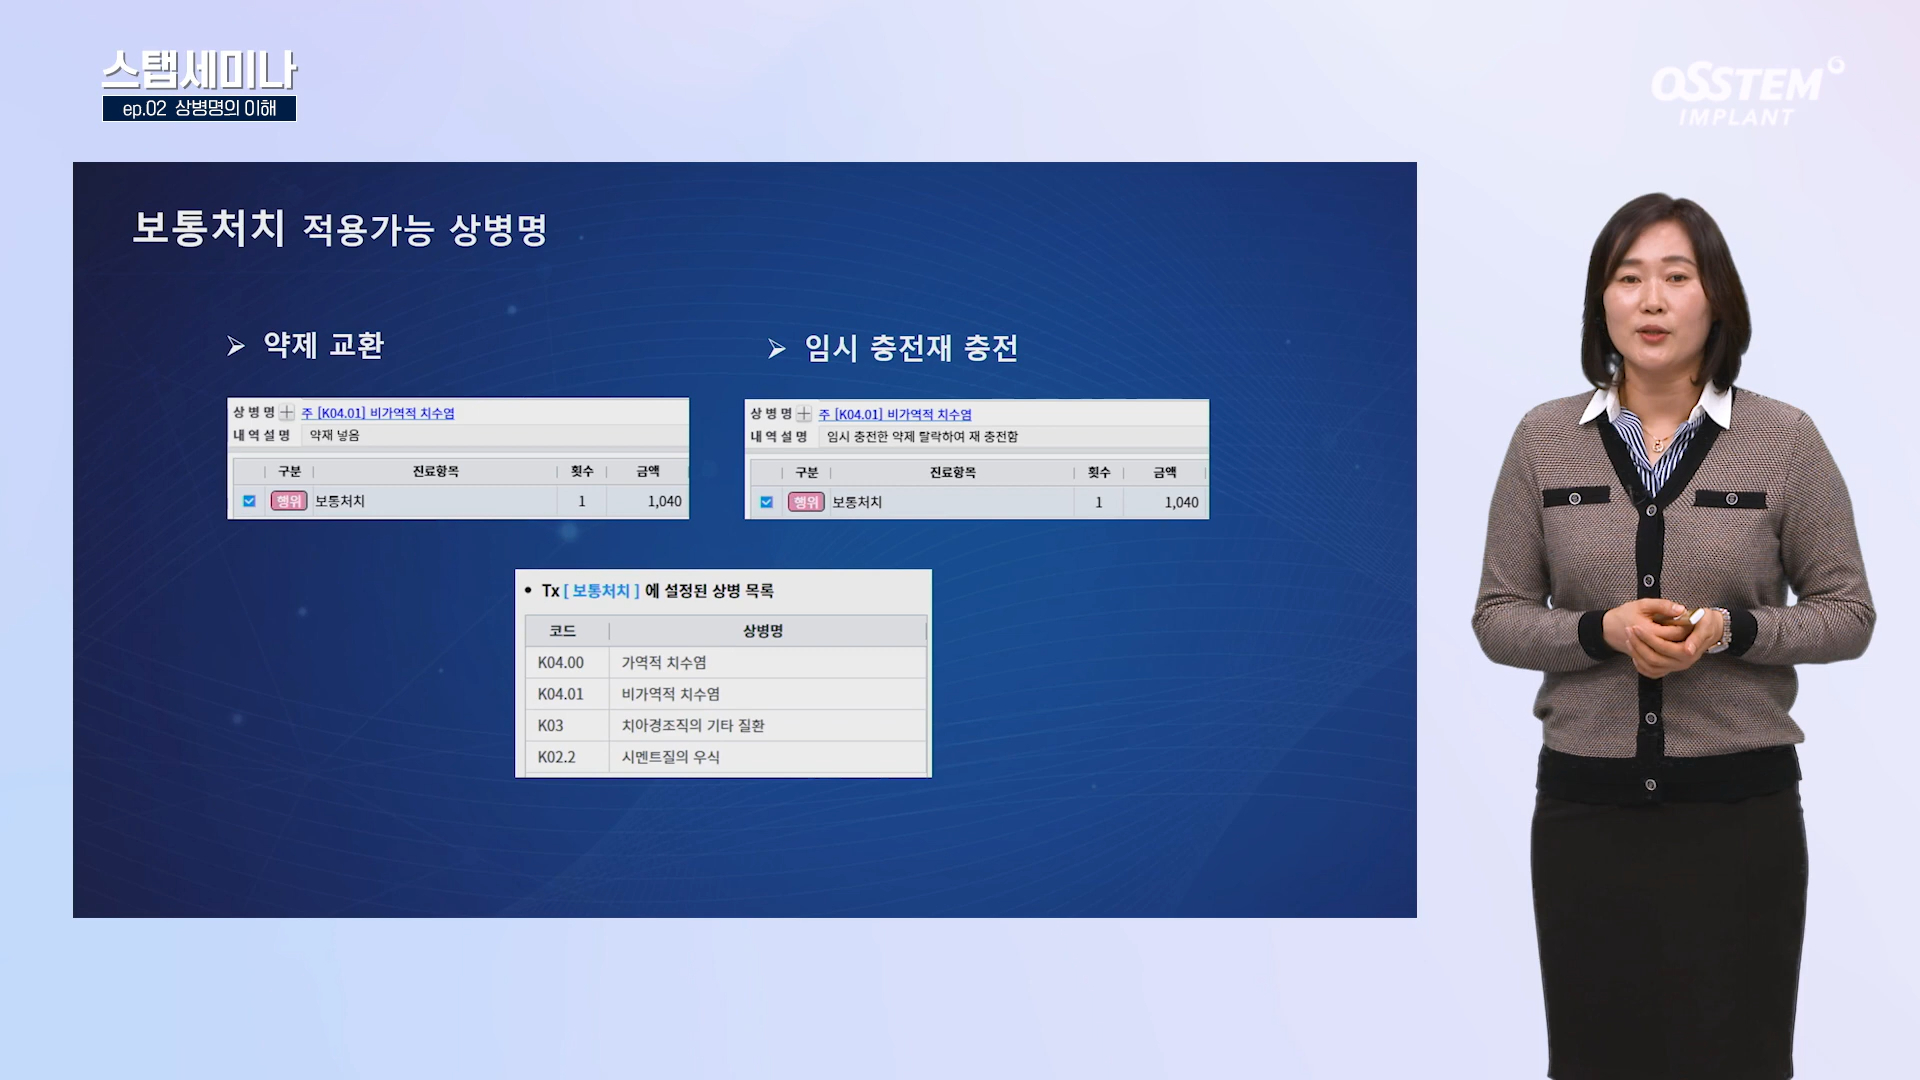 스탭세미나
ep.02 상병명의 이해
OSSTEM
IMPLANT
보통처치 적용가능 상병명
➢ 약제 교환
상 병 명 주 [K04.01] 비가역적 치수염
내 역 설 명 약재 넣음
구분 진료항목 횟수 금액
행위 보통처치 1 1,040
➢ 임시 충전재 충전
상 병 명 주 [K04.01] 비가역적 치수염
내 역 설 명 임시 충전한 약제 탈락하여 재 충전함
구분 진료항목 횟수 금액
행위 보통처치 1 1,040
• Tx [ 보통처치 ] 에 설정된 상병 목록
코드 상병명
K04.00 가역적 치수염
K04.01 비가역적 치수염
K03 치아경조직의 기타 질환
K02.2 시멘트질의 우식